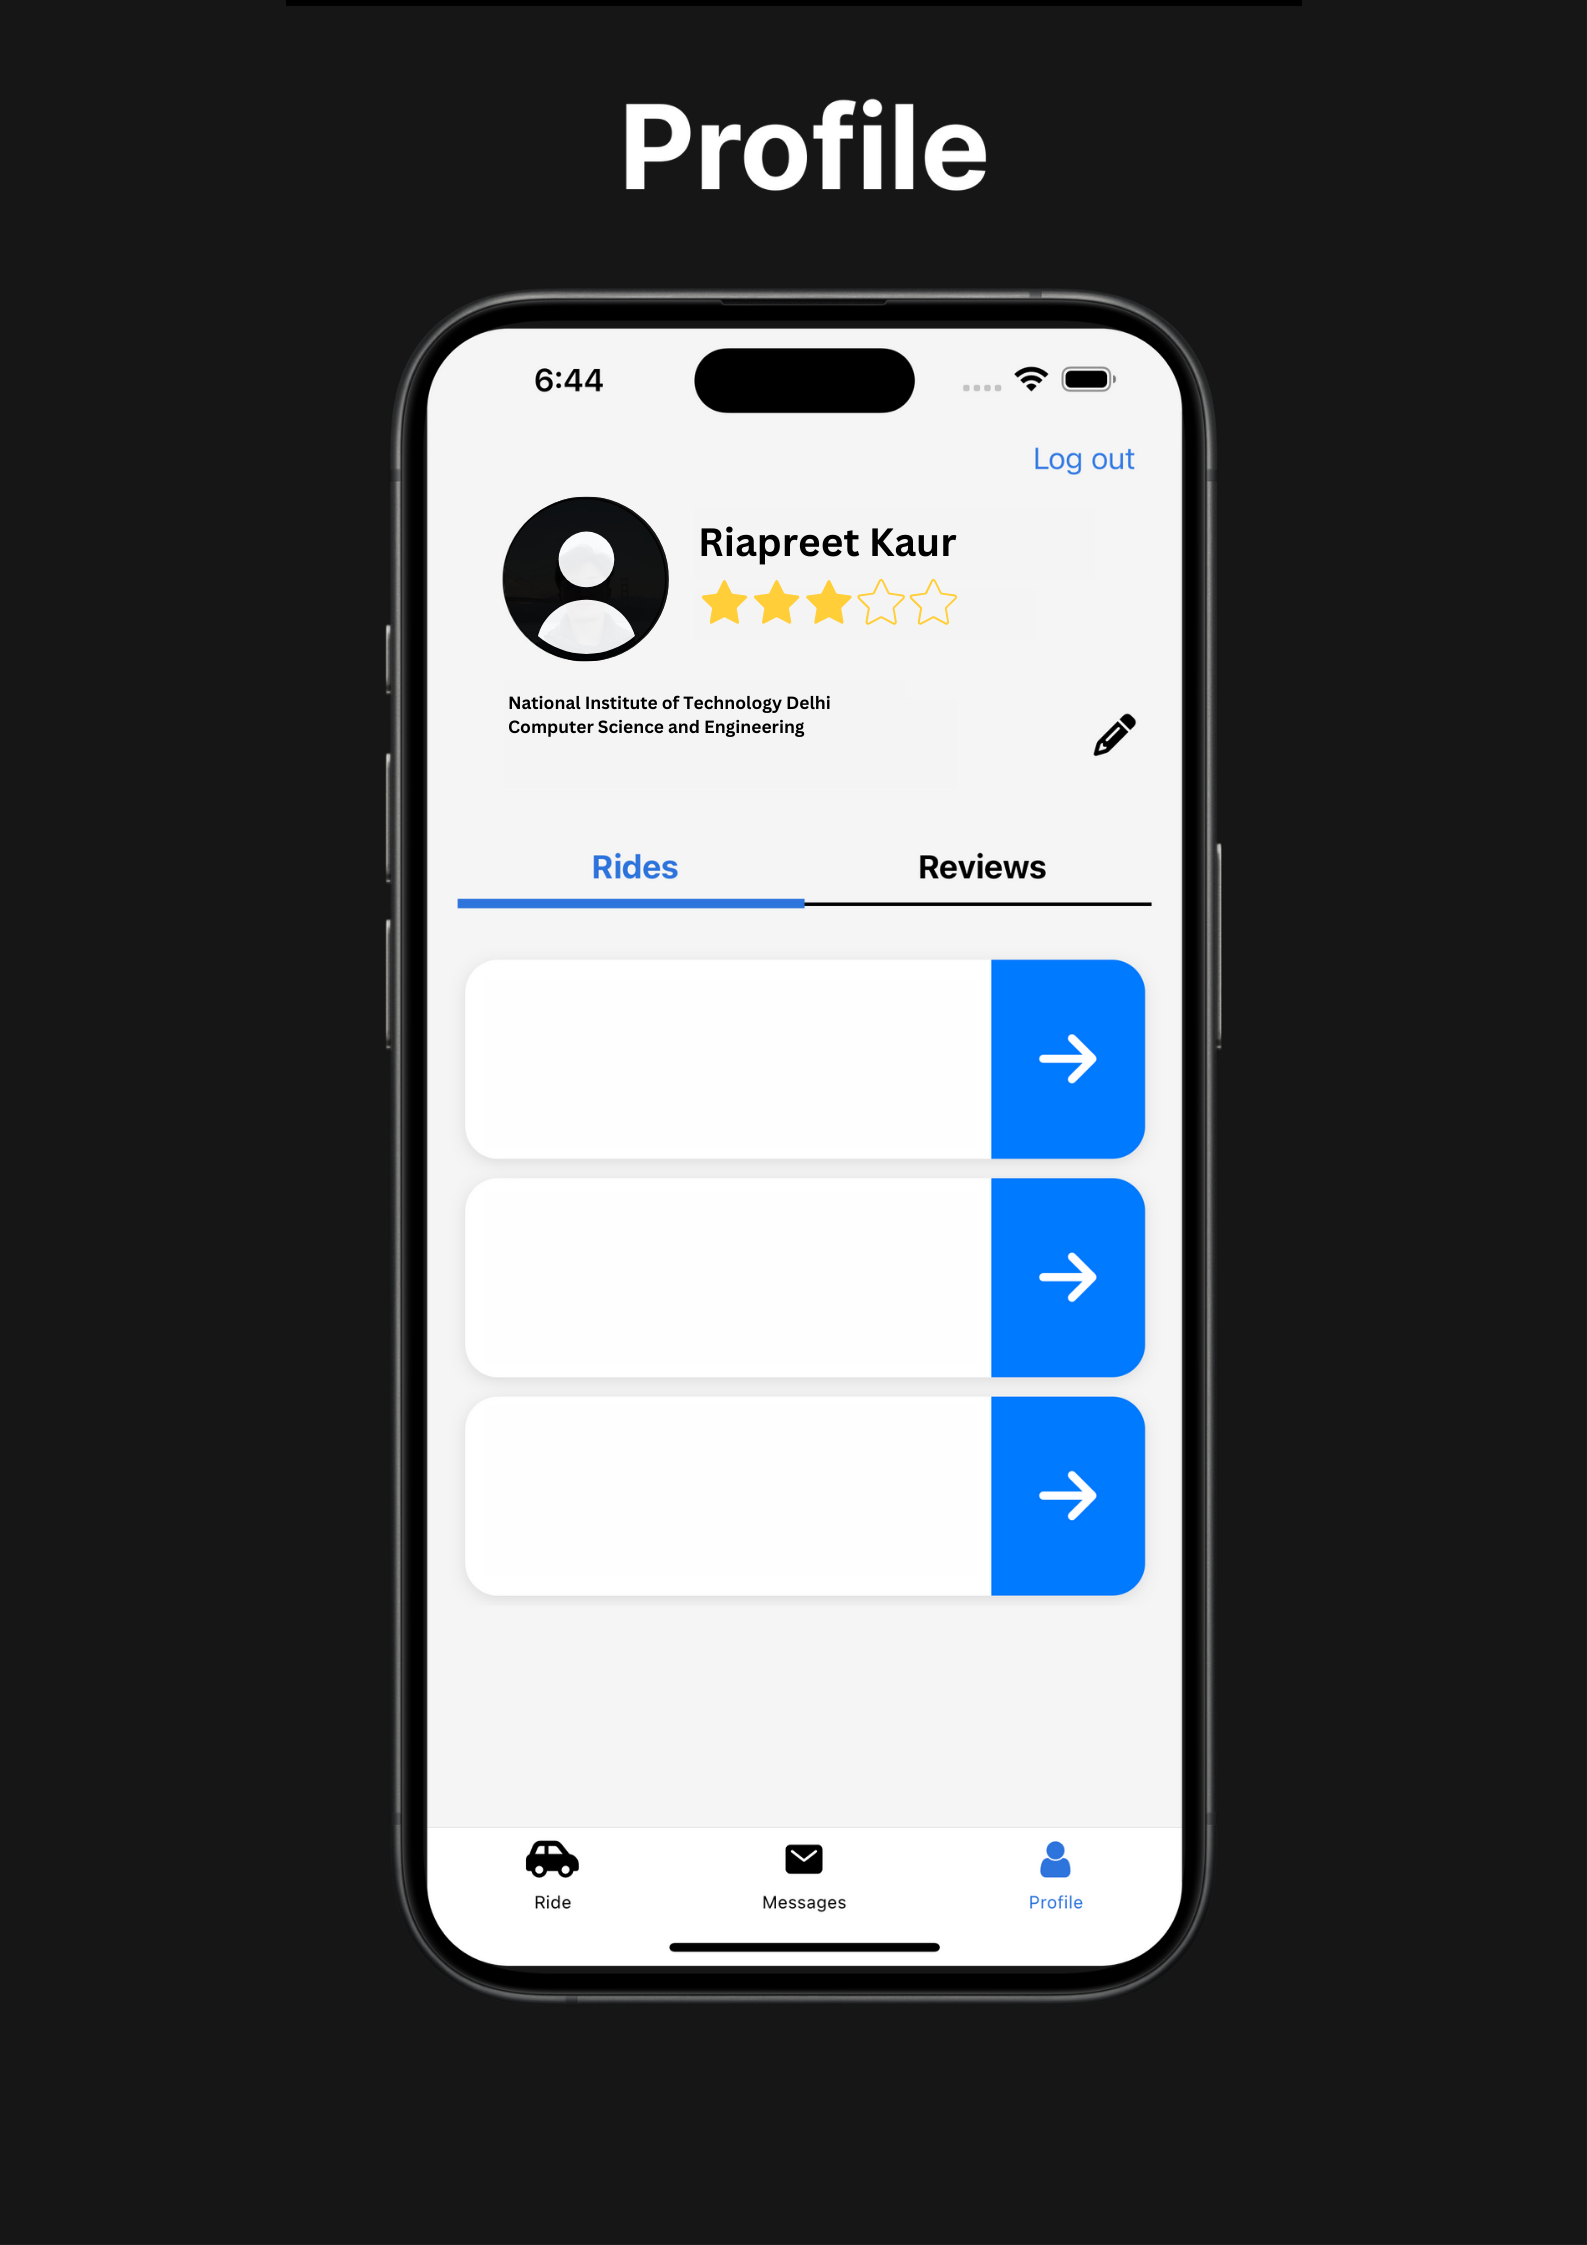 Profile
6:44
Log out
Riapreet Kaur
National Institute of Technology Delhi
Computer Science and Engineering
Rides
Reviews
Ride
Messages
Profile